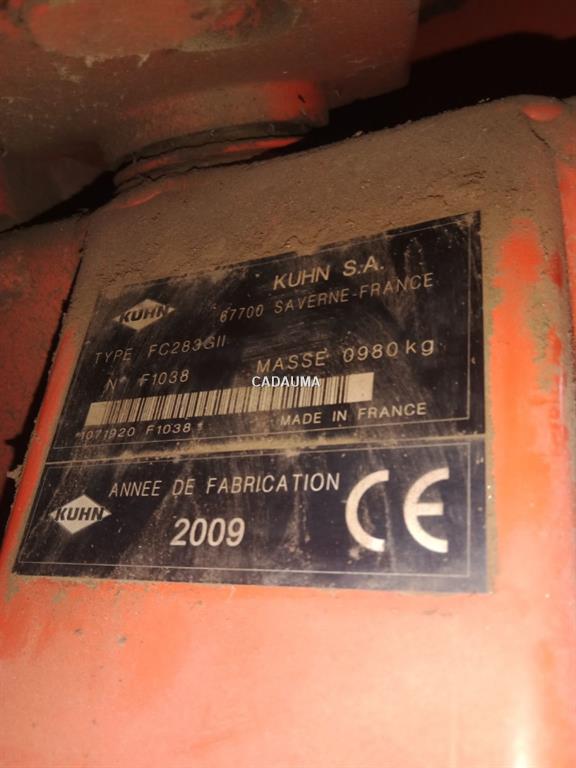 KUHN
KUHN S.A.
67700 SAVERNE-FRANCE
TYPE FC283GII
N° F1038 MASSE 0980 kg
CADAUMA
*1071920 F1038*
MADE IN FRANCE
KUHN
ANNEE DE FABRICATION
2009
CE